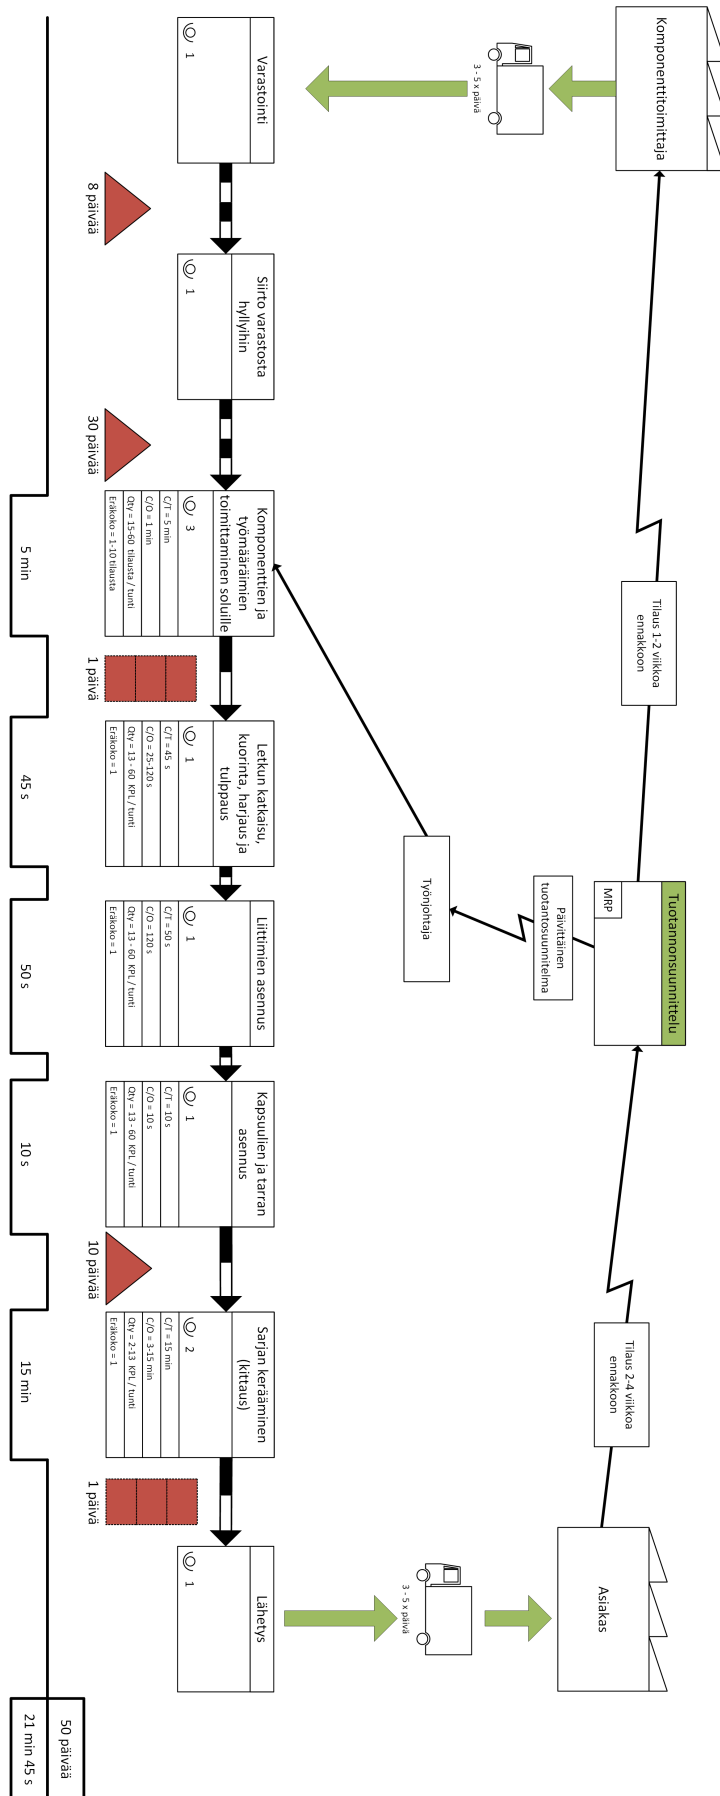 Komponenttitoimittaja
3 - 5 x päivä
Tilaus 1-2 viikkoa
ennakkoon
Tuotannonsuunnittelu
MRP
Tilaus 2-4 viikkoa
ennakkoon
Asiakas
3 - 5 x päivä
Päivittäinen
tuotantosuunnitelma
Työnjohtaja
Varastointi
1
8 päivää
Siirto varastosta
hyllyihin
1
30 päivää
Komponenttien ja
työmääräimien
toimittaminen soluille
3
C/T = 5 min
C/O = 1 min
Qty = 15-60 tilausta / tunti
Eräkoko = 1-10 tilausta
1 päivä
Letkun katkaisu,
kuorinta, harjaus ja
tulppaus
1
C/T = 45 s
C/O = 25-120 s
Qty = 13 - 60 KPL / tunti
Eräkoko = 1
Liittimien asennus
1
C/T = 50 s
C/O = 120 s
Qty = 13 - 60 KPL / tunti
Eräkoko = 1
Kapsuulien ja tarran
asennus
1
C/T = 10 s
C/O = 10 s
Qty = 13 - 60 KPL / tunti
Eräkoko = 1
10 päivää
Sarjan kerääminen
(kittaus)
2
C/T = 15 min
C/O = 3-15 min
Qty = 2-13 KPL / tunti
Eräkoko = 1
1 päivä
Lähetys
1
5 min
45 s
50 s
10 s
15 min
50 päivää
21 min 45 s